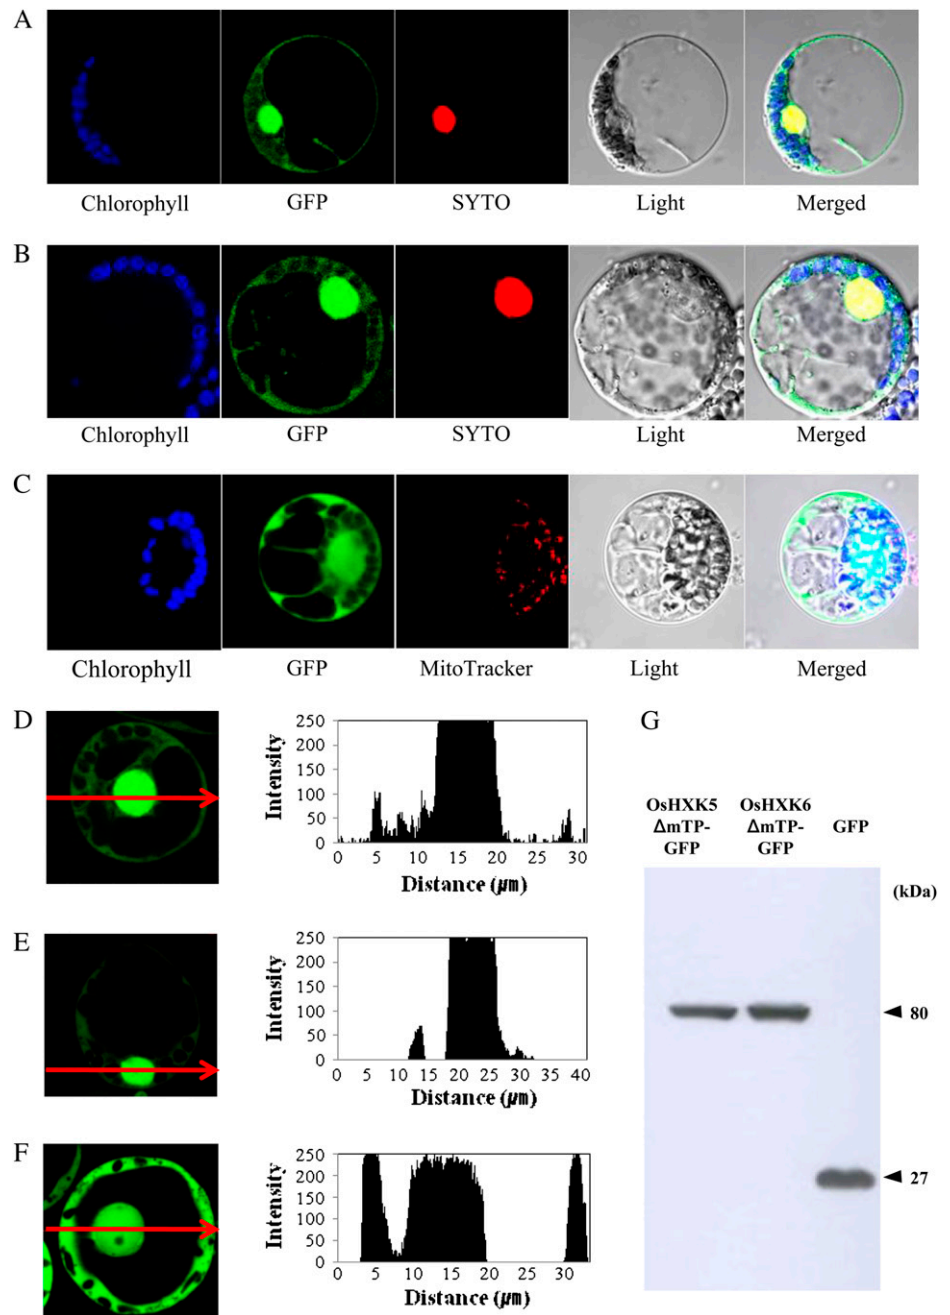 A
Chlorophyll GFP SYTO Light Merged
B
Chlorophyll GFP SYTO Light Merged
C
Chlorophyll GFP MitoTracker Light Merged
D
Intensity
250
200
150
100
50
0
0 5 10 15 20 25 30
Distance (µm)
E
Intensity
250
200
150
100
50
0
0 5 10 15 20 25 30 35 40
Distance (µm)
F
Intensity
250
200
150
100
50
0
0 5 10 15 20 25 30
Distance (µm)
G
OsHXK5 ΔmTP-GFP
OsHXK6 ΔmTP-GFP
GFP
(kDa)
80
27